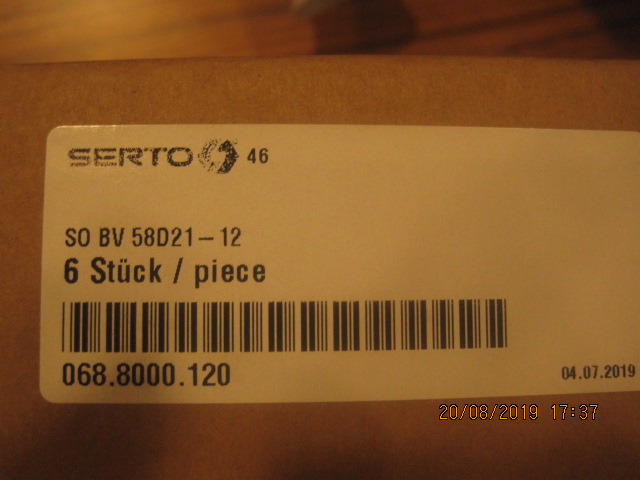 SERTO 46
SO BV 58D21-12
6 Stück / piece
068.8000.120
04.07.2019
20/08/2019 17:37